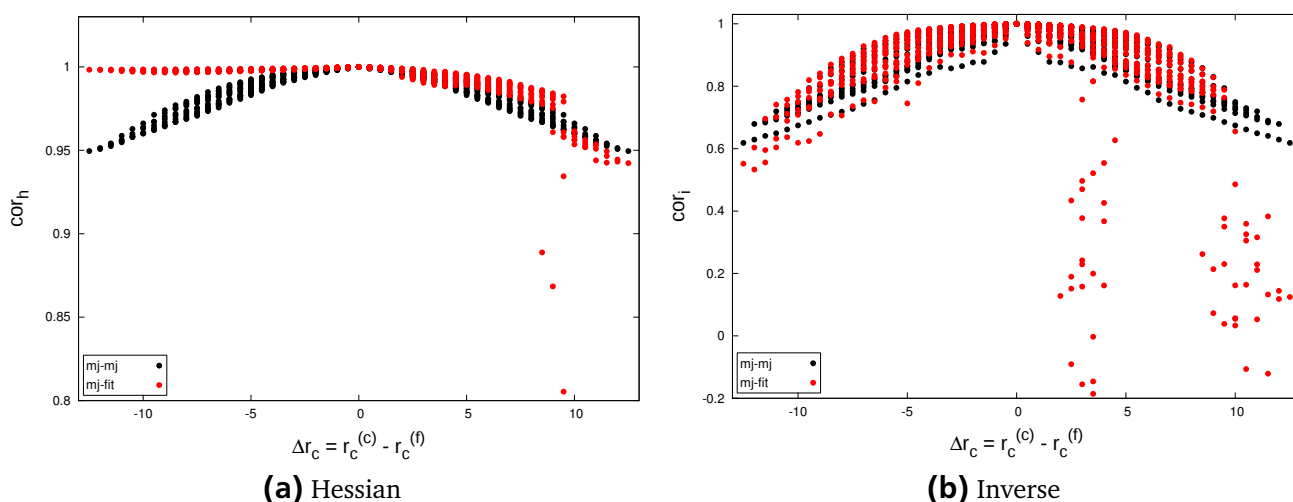 1
0.95
0.9
0.85
0.8
-10
-5
0
5
10
cor_h
Δr_c = r_c^(c) - r_c^(f)
mj-mj
mj-fit
(a) Hessian
1
0.8
0.6
0.4
0.2
0
-0.2
-10
-5
0
5
10
cor_i
Δr_c = r_c^(c) - r_c^(f)
mj-mj
mj-fit
(b) Inverse